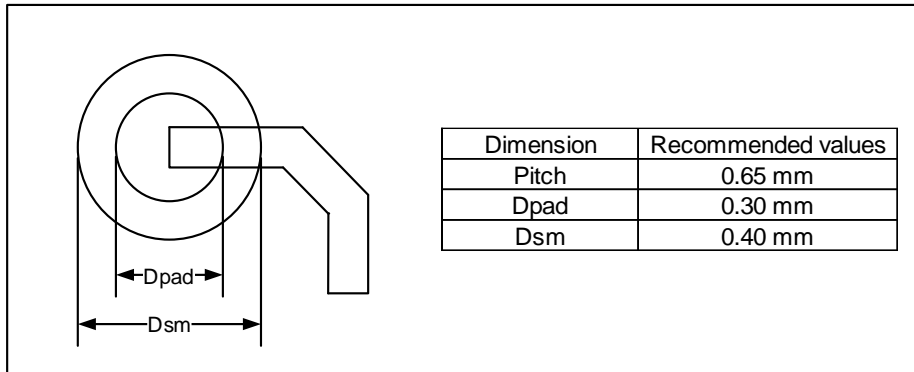 Dpad
Dsm
Dimension Recommended values
Pitch 0.65 mm
Dpad 0.30 mm
Dsm 0.40 mm